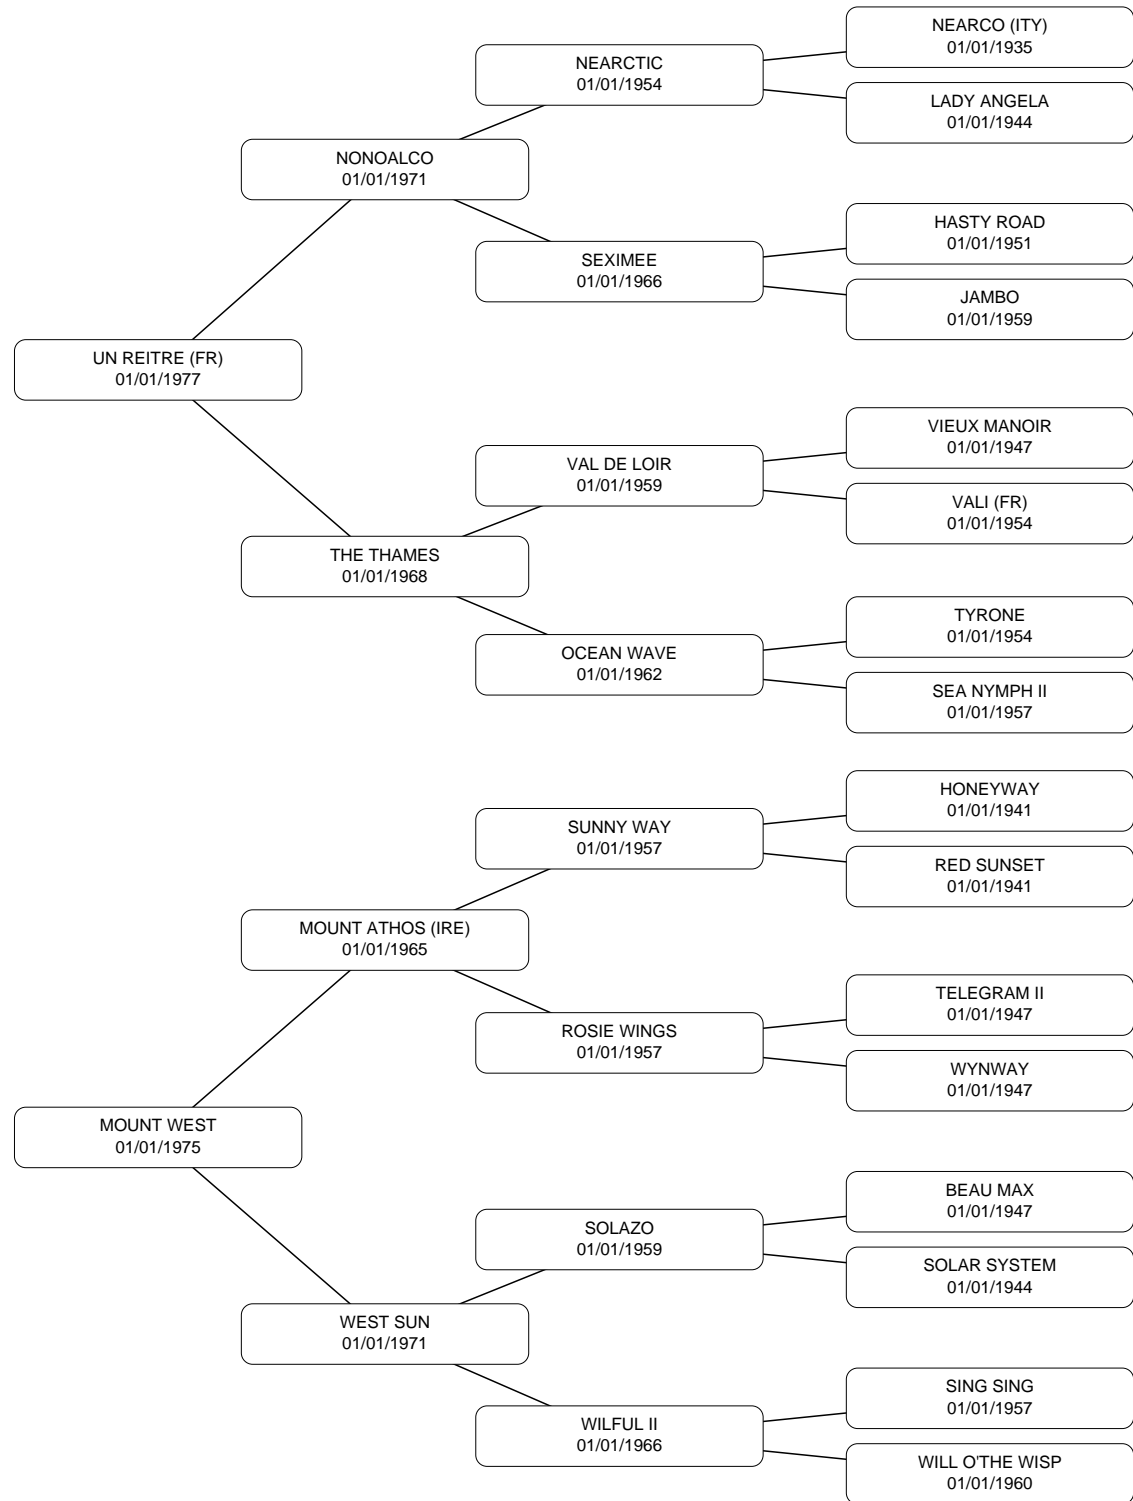 NEARCO (ITY)
01/01/1935
NEARCTIC
01/01/1954
LADY ANGELA
01/01/1944
NONOALCO
01/01/1971
HASTY ROAD
01/01/1951
SEXIMEE
01/01/1966
JAMBO
01/01/1959
UN REITRE (FR)
01/01/1977
VIEUX MANOIR
01/01/1947
VAL DE LOIR
01/01/1959
VALI (FR)
01/01/1954
THE THAMES
01/01/1968
TYRONE
01/01/1954
OCEAN WAVE
01/01/1962
SEA NYMPH II
01/01/1957
HONEYWAY
01/01/1941
SUNNY WAY
01/01/1957
RED SUNSET
01/01/1941
MOUNT ATHOS (IRE)
01/01/1965
TELEGRAM II
01/01/1947
ROSIE WINGS
01/01/1957
WYNWAY
01/01/1947
MOUNT WEST
01/01/1975
BEAU MAX
01/01/1947
SOLAZO
01/01/1959
SOLAR SYSTEM
01/01/1944
WEST SUN
01/01/1971
SING SING
01/01/1957
WILFUL II
01/01/1966
WILL O'THE WISP
01/01/1960